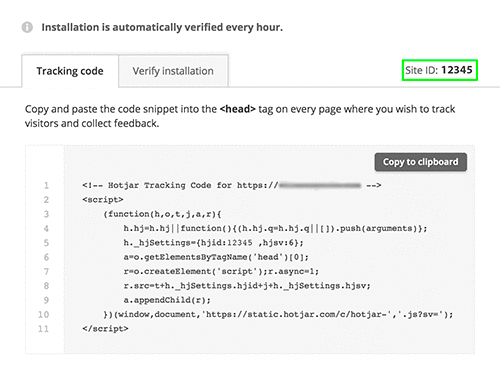 Installation is automatically verified every hour.
Tracking code
Verify installation
Site ID: 12345
Copy and paste the code snippet into the <head> tag on every page where you wish to track
visitors and collect feedback.
Copy to clipboard
1 <!-- Hotjar Tracking Code for https:// -->
2 <script>
3 (function(h,o,t,j,a,r){
4 h.hj=h.hj||function(){(h.hj.q=h.hj.q||[]).push(arguments)};
5 h._hjSettings={hjid:12345 ,hjsv:6};
6 a=o.getElementsByTagName('head')[0];
7 r=o.createElement('script');r.async=1;
8 r.src=t+h._hjSettings.hjid+j+h._hjSettings.hjsv;
9 a.appendChild(r);
10 })(window,document,'https://static.hotjar.com/c/hotjar-','.js?sv=');
11 </script>